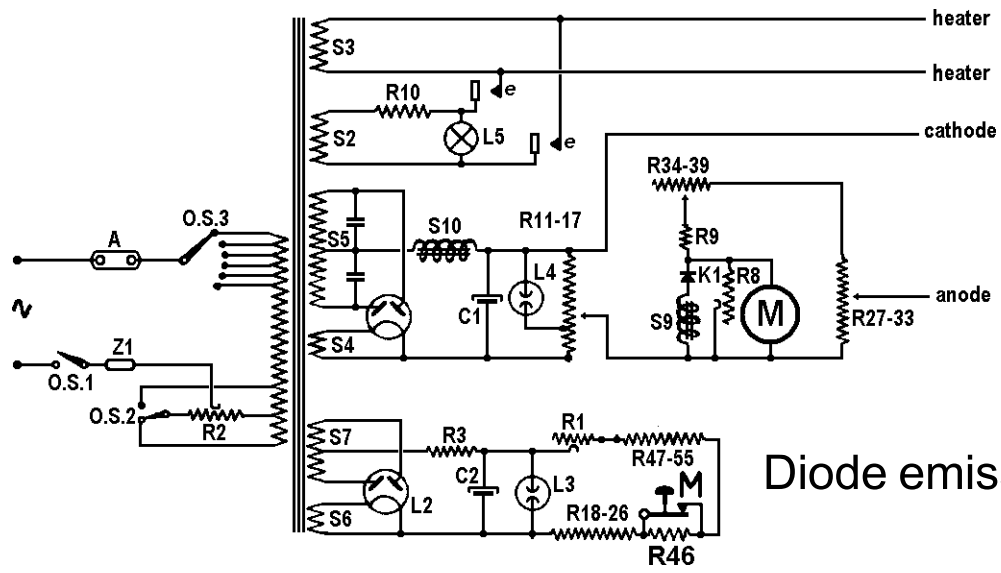 heater
S3
heater
R10
e
S2
L5
e
cathode
R34-39
O.S.3
S5
S10
R11-17
A
R9
L4
K1
R8
C1
S9
M
anode
R27-33
S4
Z1
O.S.1
O.S.2
R2
S7
R3
R1
R47-55
C2
L3
M
Diode emis
L2
S6
R18-26
R46